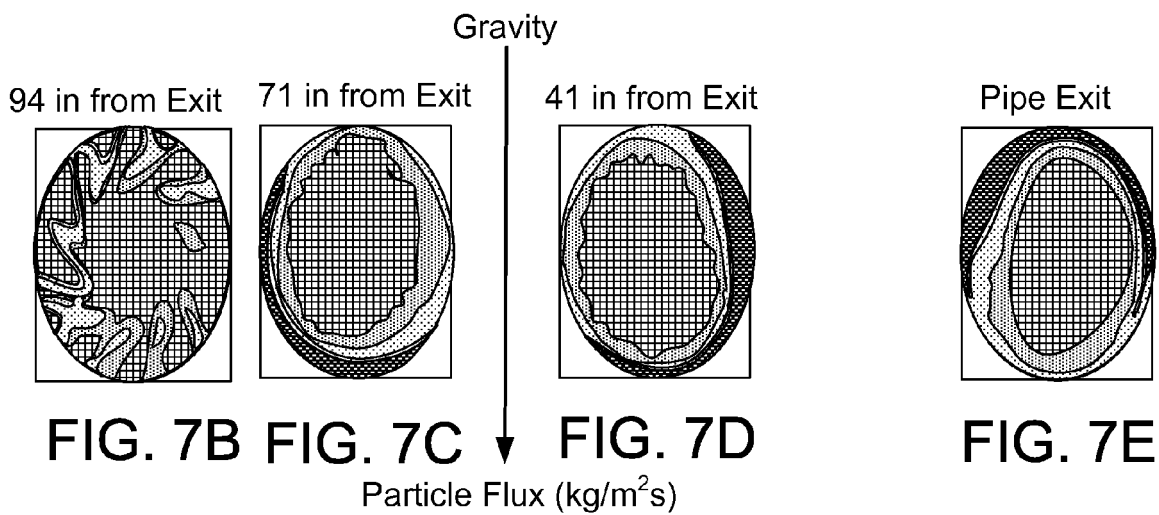 Gravity
94 in from Exit
71 in from Exit
41 in from Exit
Pipe Exit
FIG. 7B
FIG. 7C
FIG. 7D
FIG. 7E
Particle Flux (kg/m²s)